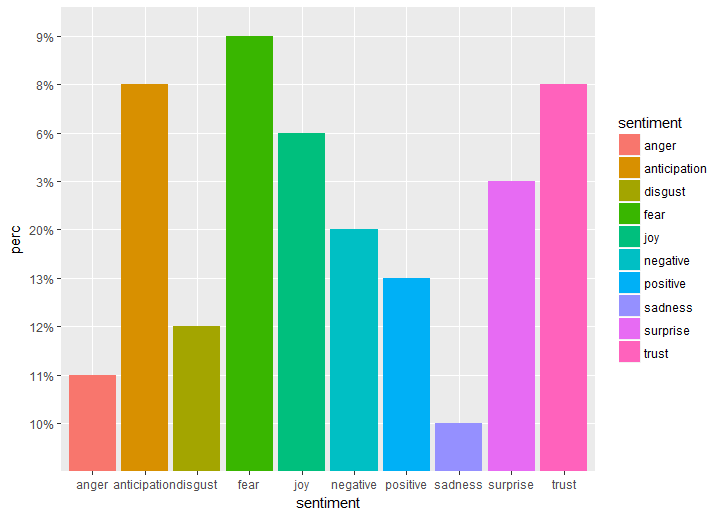 9%
8%
6%
3%
20%
13%
12%
11%
10%
perc
anger anticipation disgust fear joy negative positive sadness surprise trust
sentiment
sentiment
anger
anticipation
disgust
fear
joy
negative
positive
sadness
surprise
trust